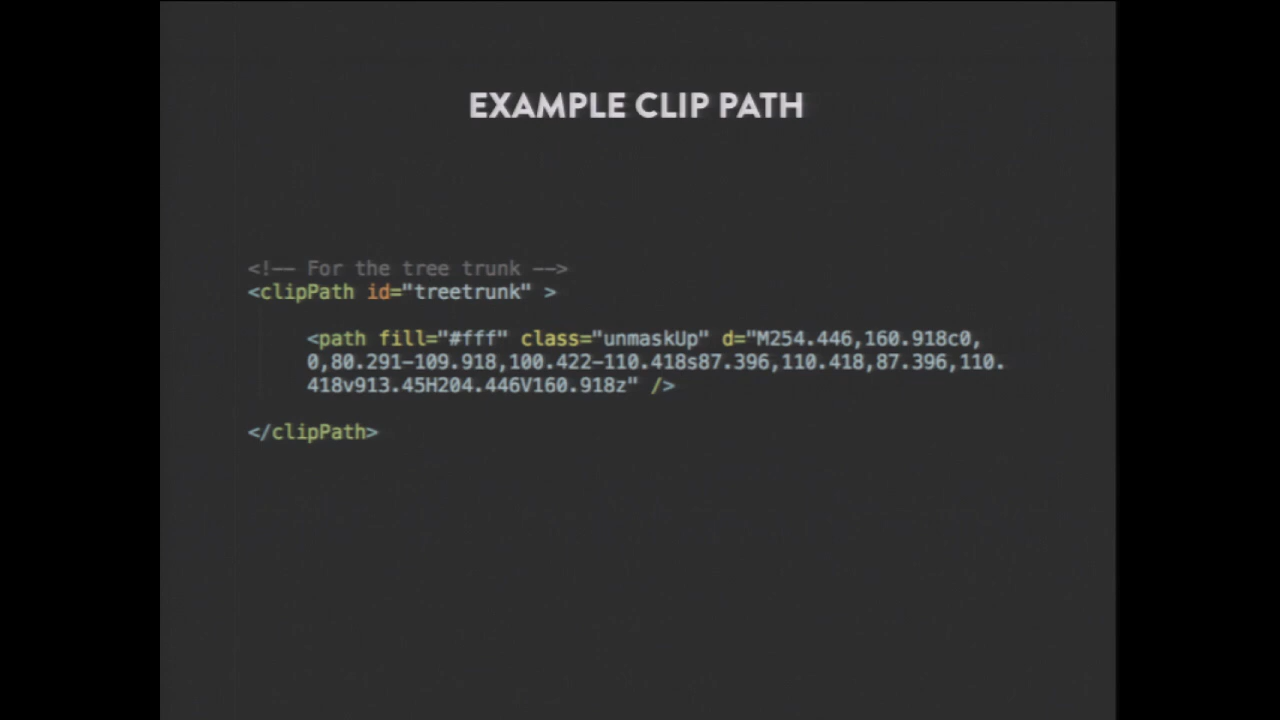 EXAMPLE CLIP PATH
<!-- For the tree trunk -->
<clipPath id="treetrunk" >
<path fill="#fff" class="unmaskUp" d="M254.446,160.918c0,
0,80.291-109.918,100.422-110.418s87.396,110.418,87.396,110.
418v913.45H204.446V160.918z" />
</clipPath>